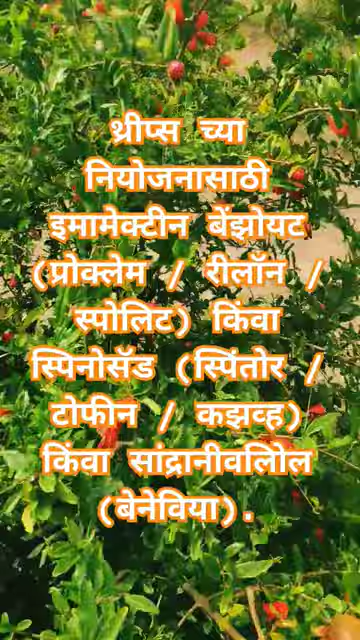 थ्रीप्स च्या
नियोजनासाठी
इमामेक्टीन बेंझोयट
(प्रोक्लेम / रीलॉन /
स्पोलिट) किंवा
स्पिनोसॅड (स्पिंतोर /
टोफीन / कझव्ह)
किंवा सांद्रानीवलिोल
(बेनेविया).